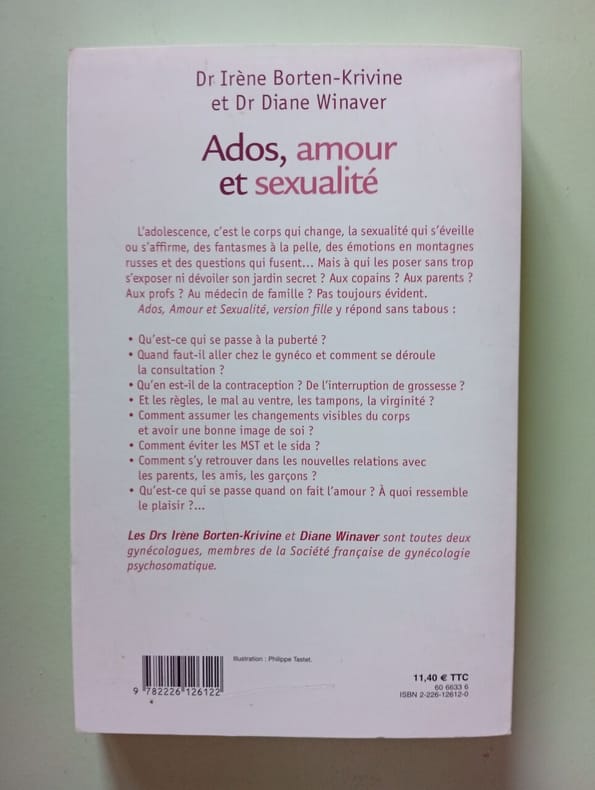 Dr Irène Borten-Krivine
et Dr Diane Winaver
Ados, amour
et sexualité
L'adolescence, c'est le corps qui change, la sexualité qui s'éveille
ou s'affirme, des fantasmes à la pelle, des émotions en montagnes
russes et des questions qui fusent... Mais à qui les poser sans trop
s'exposer ni dévoiler son jardin secret ? Aux copains ? Aux parents ?
Aux profs ? Au médecin de famille ? Pas toujours évident.
Ados, Amour et Sexualité, version fille y répond sans tabous :
• Qu'est-ce qui se passe à la puberté ?
• Quand faut-il aller chez le gynéco et comment se déroule
la consultation ?
• Qu'en est-il de la contraception ? De l'interruption de grossesse ?
• Et les règles, le mal au ventre, les tampons, la virginité ?
• Comment assumer les changements visibles du corps
et avoir une bonne image de soi ?
• Comment éviter les MST et le sida ?
• Comment s'y retrouver dans les nouvelles relations avec
les parents, les amis, les garçons ?
• Qu'est-ce qui se passe quand on fait l'amour ? À quoi ressemble
le plaisir ?...
Les Drs Irène Borten-Krivine et Diane Winaver sont toutes deux
gynécologues, membres de la Société française de gynécologie
psychosomatique.
Illustration : Philippe Tastet.
9 782226 126122
11,40 € TTC
60 6633 6
ISBN 2-226-12612-0